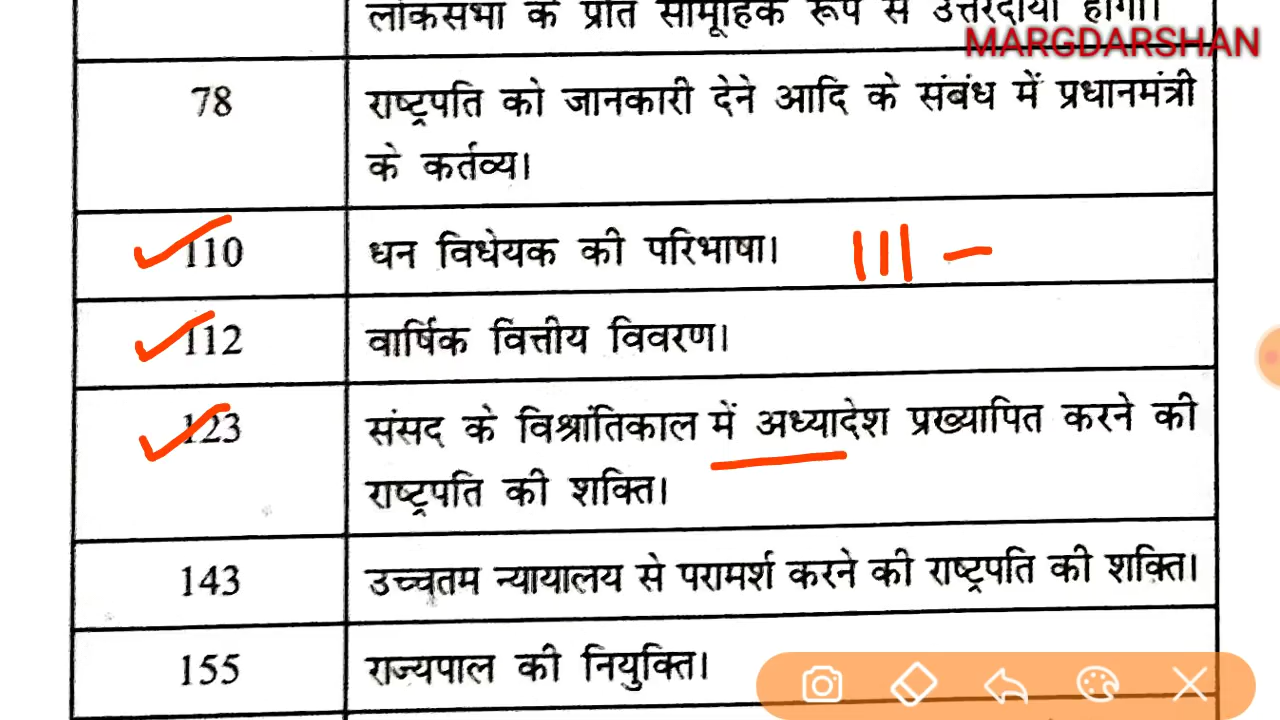 लोकसभा के प्रति सामूहिक रूप से उत्तरदायी होगी।
MARGDARSHAN
78 राष्ट्रपति को जानकारी देने आदि के संबंध में प्रधानमंत्री
के कर्तव्य।
110 धन विधेयक की परिभाषा। 111 –
112 वार्षिक वित्तीय विवरण।
123 संसद के विश्रांतिकाल में अध्यादेश प्रख्यापित करने की
राष्ट्रपति की शक्ति।
143 उच्चतम न्यायालय से परामर्श करने की राष्ट्रपति की शक्ति।
155 राज्यपाल की नियुक्ति।